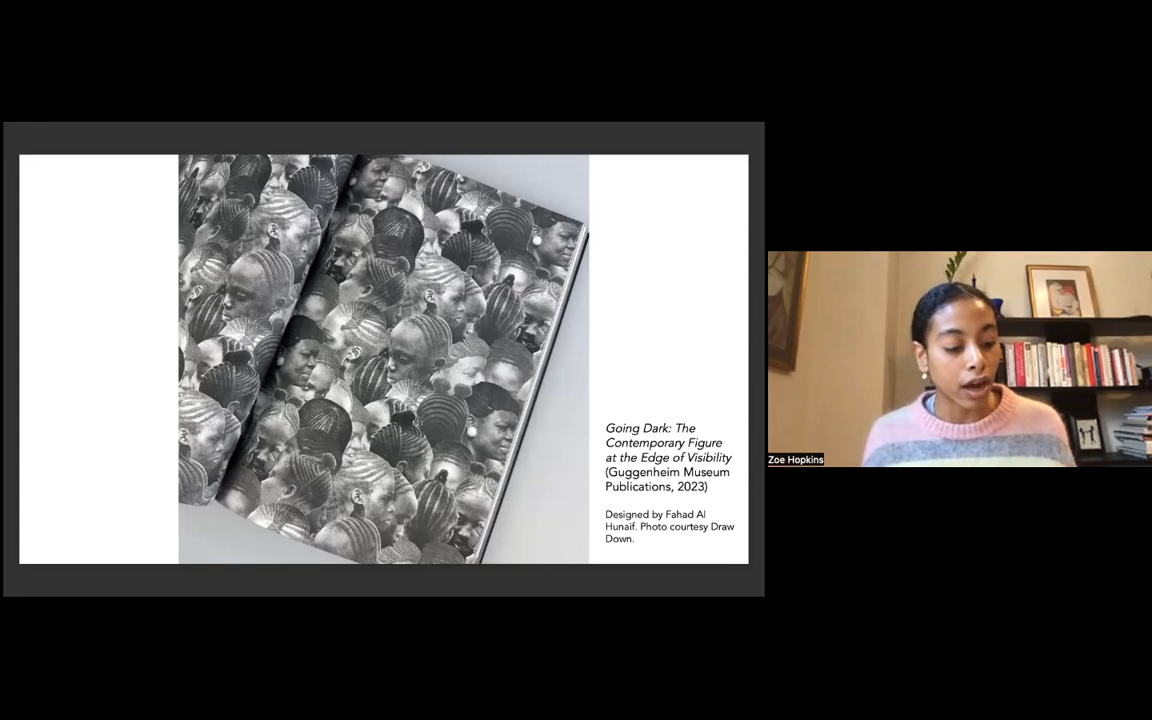 Going Dark: The
Contemporary Figure
at the Edge of Visibility
(Guggenheim Museum
Publications, 2023)
Designed by Fahad Al
Hunaif. Photo courtesy Draw
Down.
Zoe Hopkins